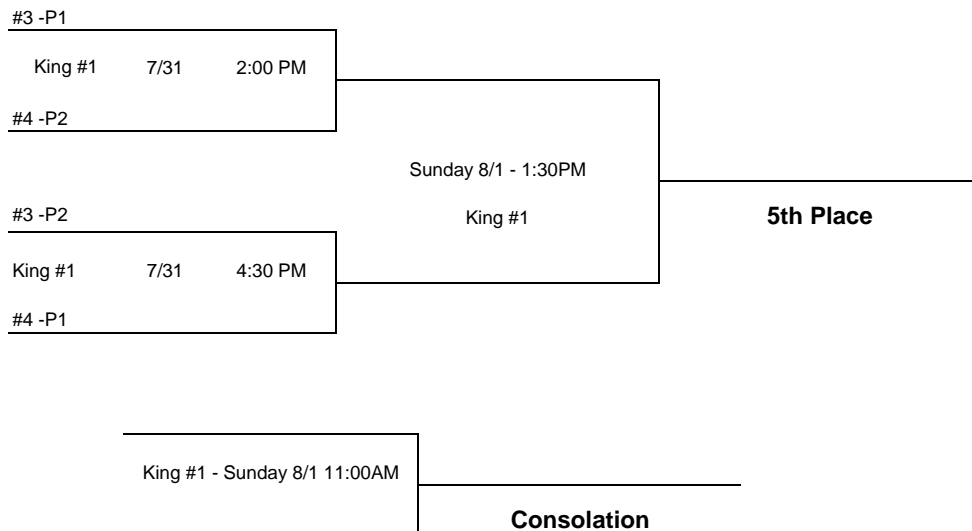 #3 -P1
King #1 7/31 2:00 PM
#4 -P2
Sunday 8/1 - 1:30PM
King #1
5th Place
#3 -P2
King #1 7/31 4:30 PM
#4 -P1
King #1 - Sunday 8/1 11:00AM
Consolation